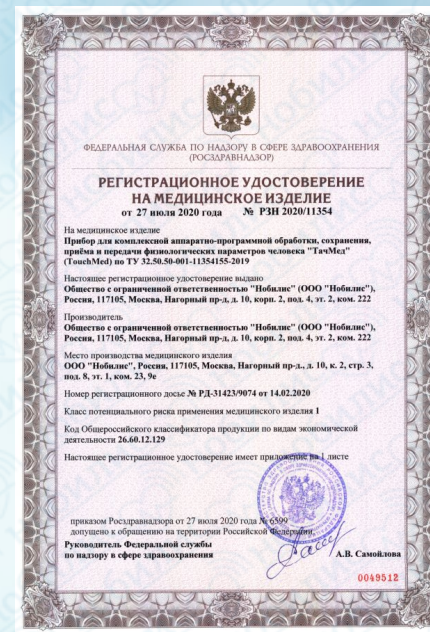 ФЕДЕРАЛЬНАЯ СЛУЖБА ПО НАДЗОРУ В СФЕРЕ ЗДРАВООХРАНЕНИЯ
(РОСЗДРАВНАДЗОР)
РЕГИСТРАЦИОННОЕ УДОСТОВЕРЕНИЕ
НА МЕДИЦИНСКОЕ ИЗДЕЛИЕ
от 27 июля 2020 года № РЗН 2020/11354
На медицинское изделие
Прибор для комплексной аппаратно-программной обработки, сохранения,
приёма и передачи физиологических параметров человека "ТачМед"
(TouchMed) по ТУ 32.50.50-001-11354155-2019
Настоящее регистрационное удостоверение выдано
Общество с ограниченной ответственностью "Нобилис" (ООО "Нобилис"),
Россия, 117105, Москва, Нагорный пр-д, д. 10, корп. 2, под. 4, эт. 2, ком. 222
Производитель
Общество с ограниченной ответственностью "Нобилис" (ООО "Нобилис"),
Россия, 117105, Москва, Нагорный пр-д, д. 10, корп. 2, под. 4, эт. 2, ком. 222
Место производства медицинского изделия
ООО "Нобилис", Россия, 117105, Москва, Нагорный пр-д., д. 10, к. 2, стр. 3,
под. 8, эт. 1, ком. 23, 9е
Номер регистрационного досье № РД-31423/9074 от 14.02.2020
Класс потенциального риска применения медицинского изделия 1
Код Общероссийского классификатора продукции по видам экономической
деятельности 26.60.12.129
Настоящее регистрационное удостоверение имеет приложение на 1 листе
приказом Росздравнадзора от 27 июля 2020 года № 6599
допущено к обращению на территории Российской Федерации.
Руководитель Федеральной службы
по надзору в сфере здравоохранения
А.В. Самойлова
0049512